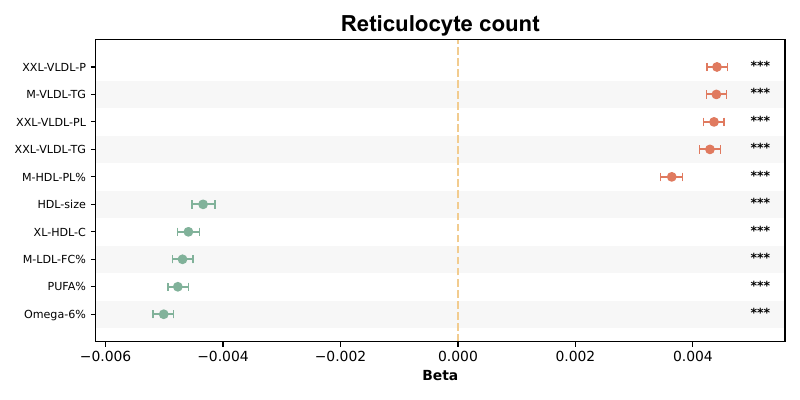 Reticulocyte count
XXL-VLDL-P ***
M-VLDL-TG ***
XXL-VLDL-PL ***
XXL-VLDL-TG ***
M-HDL-PL% ***
HDL-size ***
XL-HDL-C ***
M-LDL-FC% ***
PUFA% ***
Omega-6% ***
−0.006 −0.004 −0.002 0.000 0.002 0.004
Beta